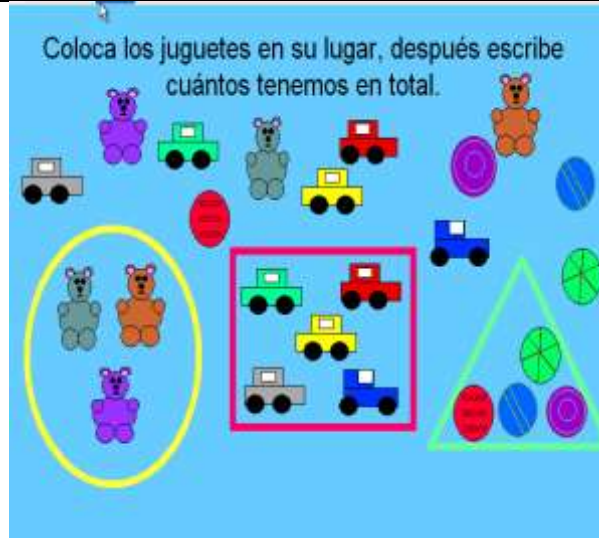 Coloca los juguetes en su lugar, después escribe
cuántos tenemos en total.